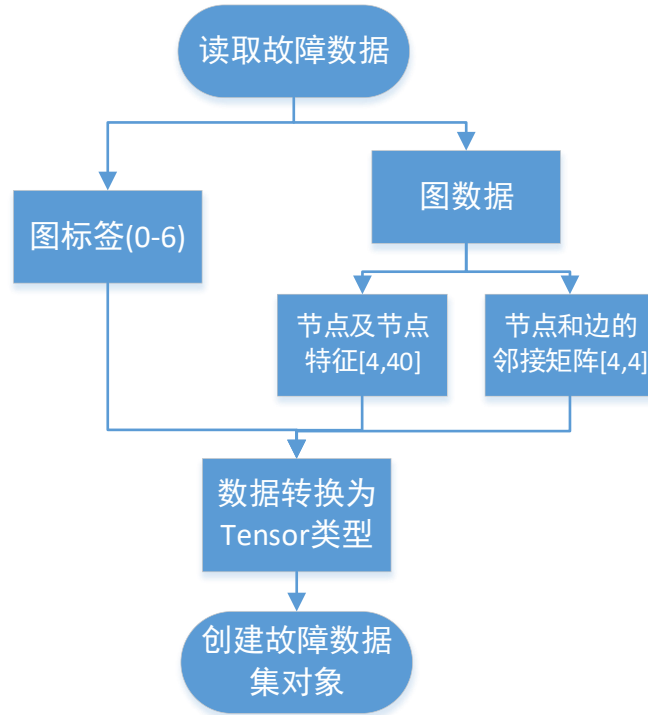 读取故障数据
图标签(0-6)
图数据
节点及节点
特征[4,40]
节点和边的
邻接矩阵[4,4]
数据转换为
Tensor类型
创建故障数据
集对象